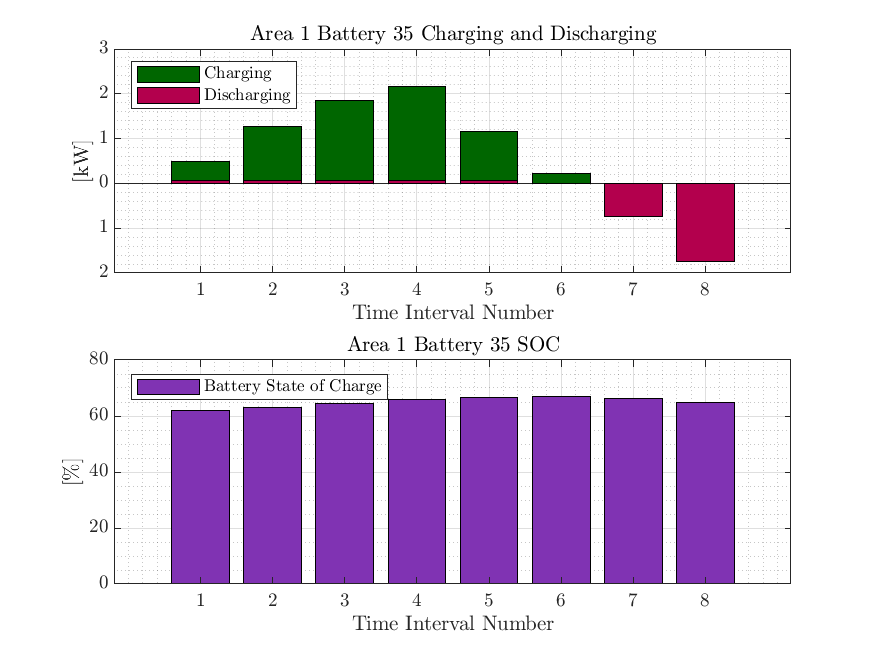 Area 1 Battery 35 Charging and Discharging
3
2
1
0
1
2
[kW]
Charging
Discharging
1 2 3 4 5 6 7 8
Time Interval Number
Area 1 Battery 35 SOC
80
60
40
20
0
[%]
Battery State of Charge
1 2 3 4 5 6 7 8
Time Interval Number